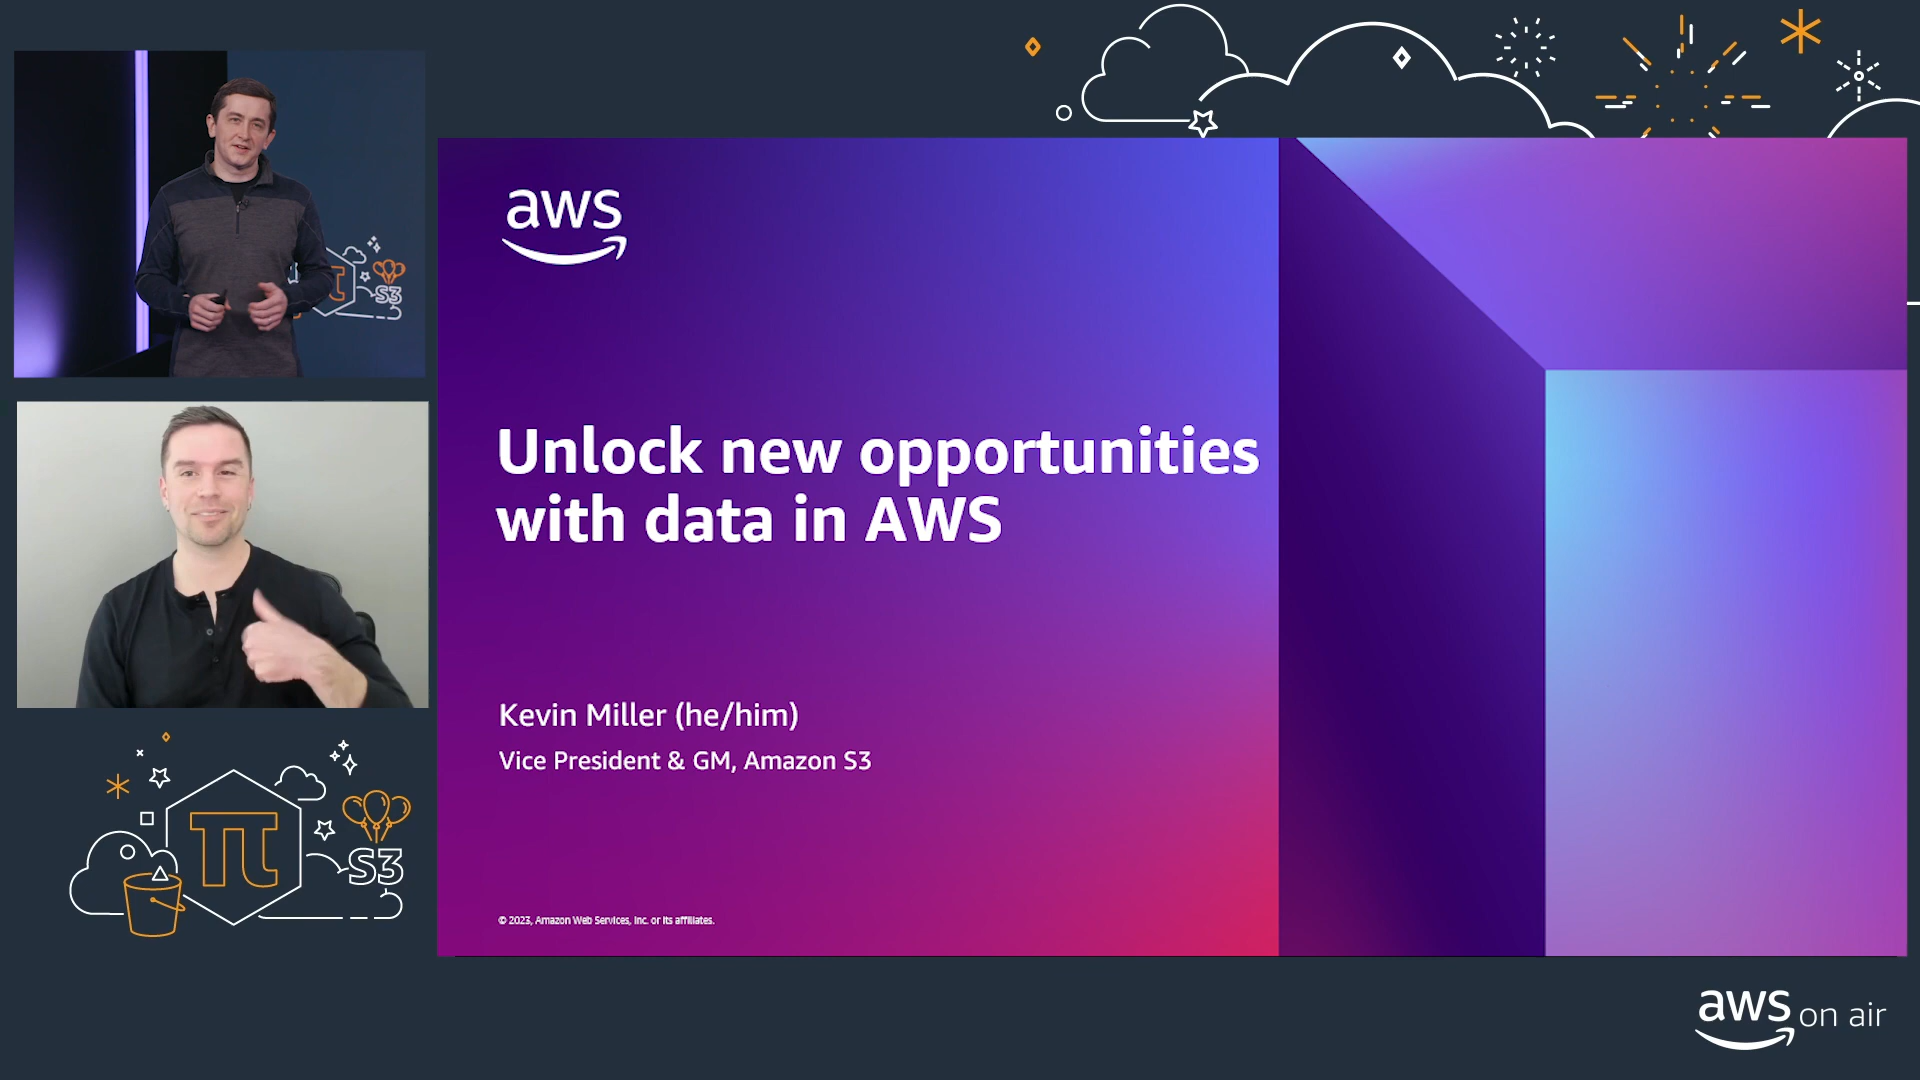 S3
aws
Unlock new opportunities
with data in AWS
Kevin Miller (he/him)
Vice President & GM, Amazon S3
© 2023, Amazon Web Services, Inc. or its affiliates.
π
S3
aws on air